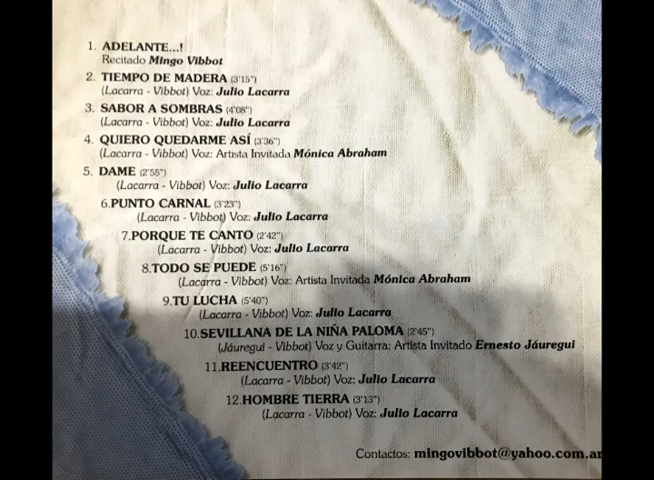 1. ADELANTE...!
Recitado Mingo Vibbot
2. TIEMPO DE MADERA (3'15")
(Lacarra - Vibbot) Voz: Julio Lacarra
3. SABOR A SOMBRAS (4'08")
(Lacarra - Vibbot) Voz: Julio Lacarra
4. QUIERO QUEDARME ASÍ (3'36")
(Lacarra - Vibbot) Voz: Artista Invitada Mónica Abraham
5. DAME (2'55")
(Lacarra - Vibbot) Voz: Julio Lacarra
6.PUNTO CARNAL (3'23")
(Lacarra - Vibbot) Voz: Julio Lacarra
7.PORQUE TE CANTO (2'42")
(Lacarra - Vibbot) Voz: Julio Lacarra
8.TODO SE PUEDE (5'16")
(Lacarra - Vibbot) Voz: Artista Invitada Mónica Abraham
9.TU LUCHA (5'40")
(Lacarra - Vibbot) Voz: Julio Lacarra
10.SEVILLANA DE LA NIÑA PALOMA (2'45")
(Jáuregui - Vibbot) Voz y Guitarra: Artista Invitado Ernesto Jáuregui
11.REENCUENTRO (3'42")
(Lacarra - Vibbot) Voz: Julio Lacarra
12.HOMBRE TIERRA (3'13")
(Lacarra - Vibbot) Voz: Julio Lacarra
Contactos: mingovibbot@yahoo.com.ar